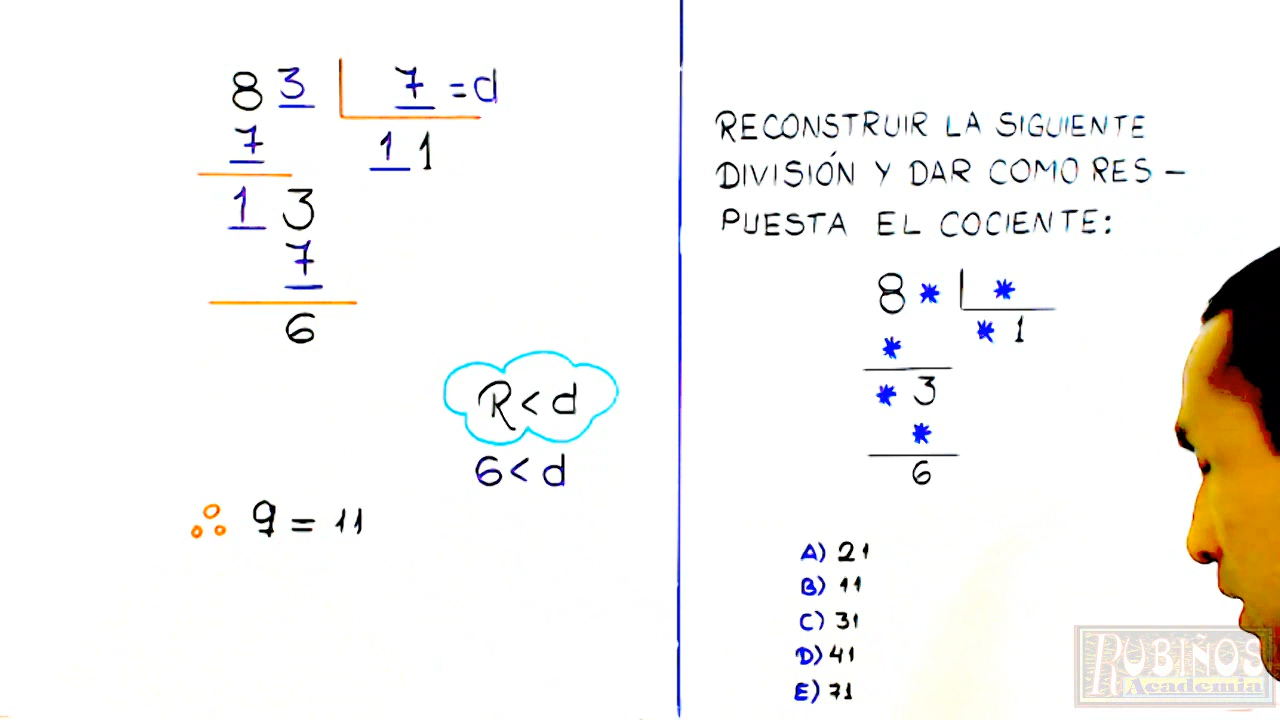 8 3 7 = d
7 1 1
1 3
7
6
R < d
6 < d
∴ q = 11
RECONSTRUIR LA SIGUIENTE
DIVISIÓN Y DAR COMO RES-
PUESTA EL COCIENTE:
8 * *
* * 1
* 3
*
6
A) 21
B) 11
C) 31
D) 41
E) 71
RUBIÑOS
Academia